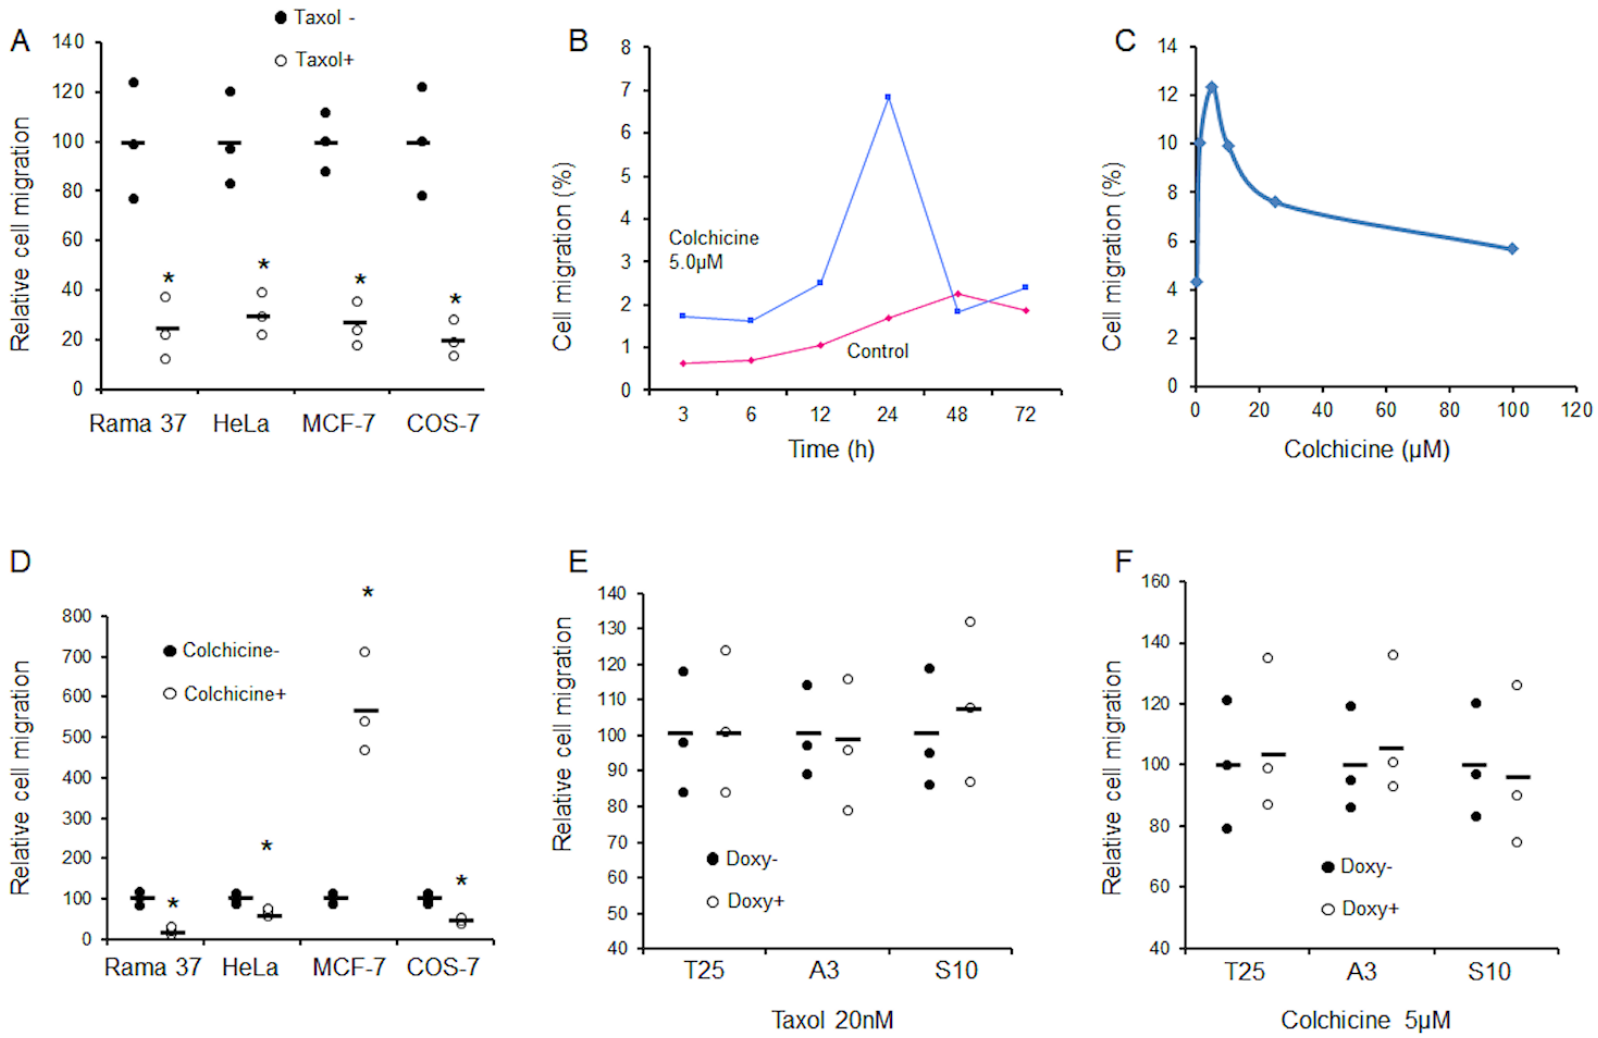 A
Taxol -
Taxol+
Relative cell migration
140
120
100
80
60
40
20
0
*
*
*
*
Rama 37 HeLa MCF-7 COS-7
B
Cell migration (%)
8
7
6
5
4
3
2
1
0
Colchicine
5.0µM
Control
3 6 12 24 48 72
Time (h)
C
Cell migration (%)
14
12
10
8
6
4
2
0
0 20 40 60 80 100 120
Colchicine (µM)
D
Relative cell migration
800
700
600
500
400
300
200
100
0
Colchicine-
Colchicine+
*
*
*
*
Rama 37 HeLa MCF-7 COS-7
E
Relative cell migration
140
130
120
110
100
90
80
70
60
50
40
Doxy-
Doxy+
T25 A3 S10
Taxol 20nM
F
Relative cell migration
160
140
120
100
80
60
40
Doxy-
Doxy+
T25 A3 S10
Colchicine 5µM